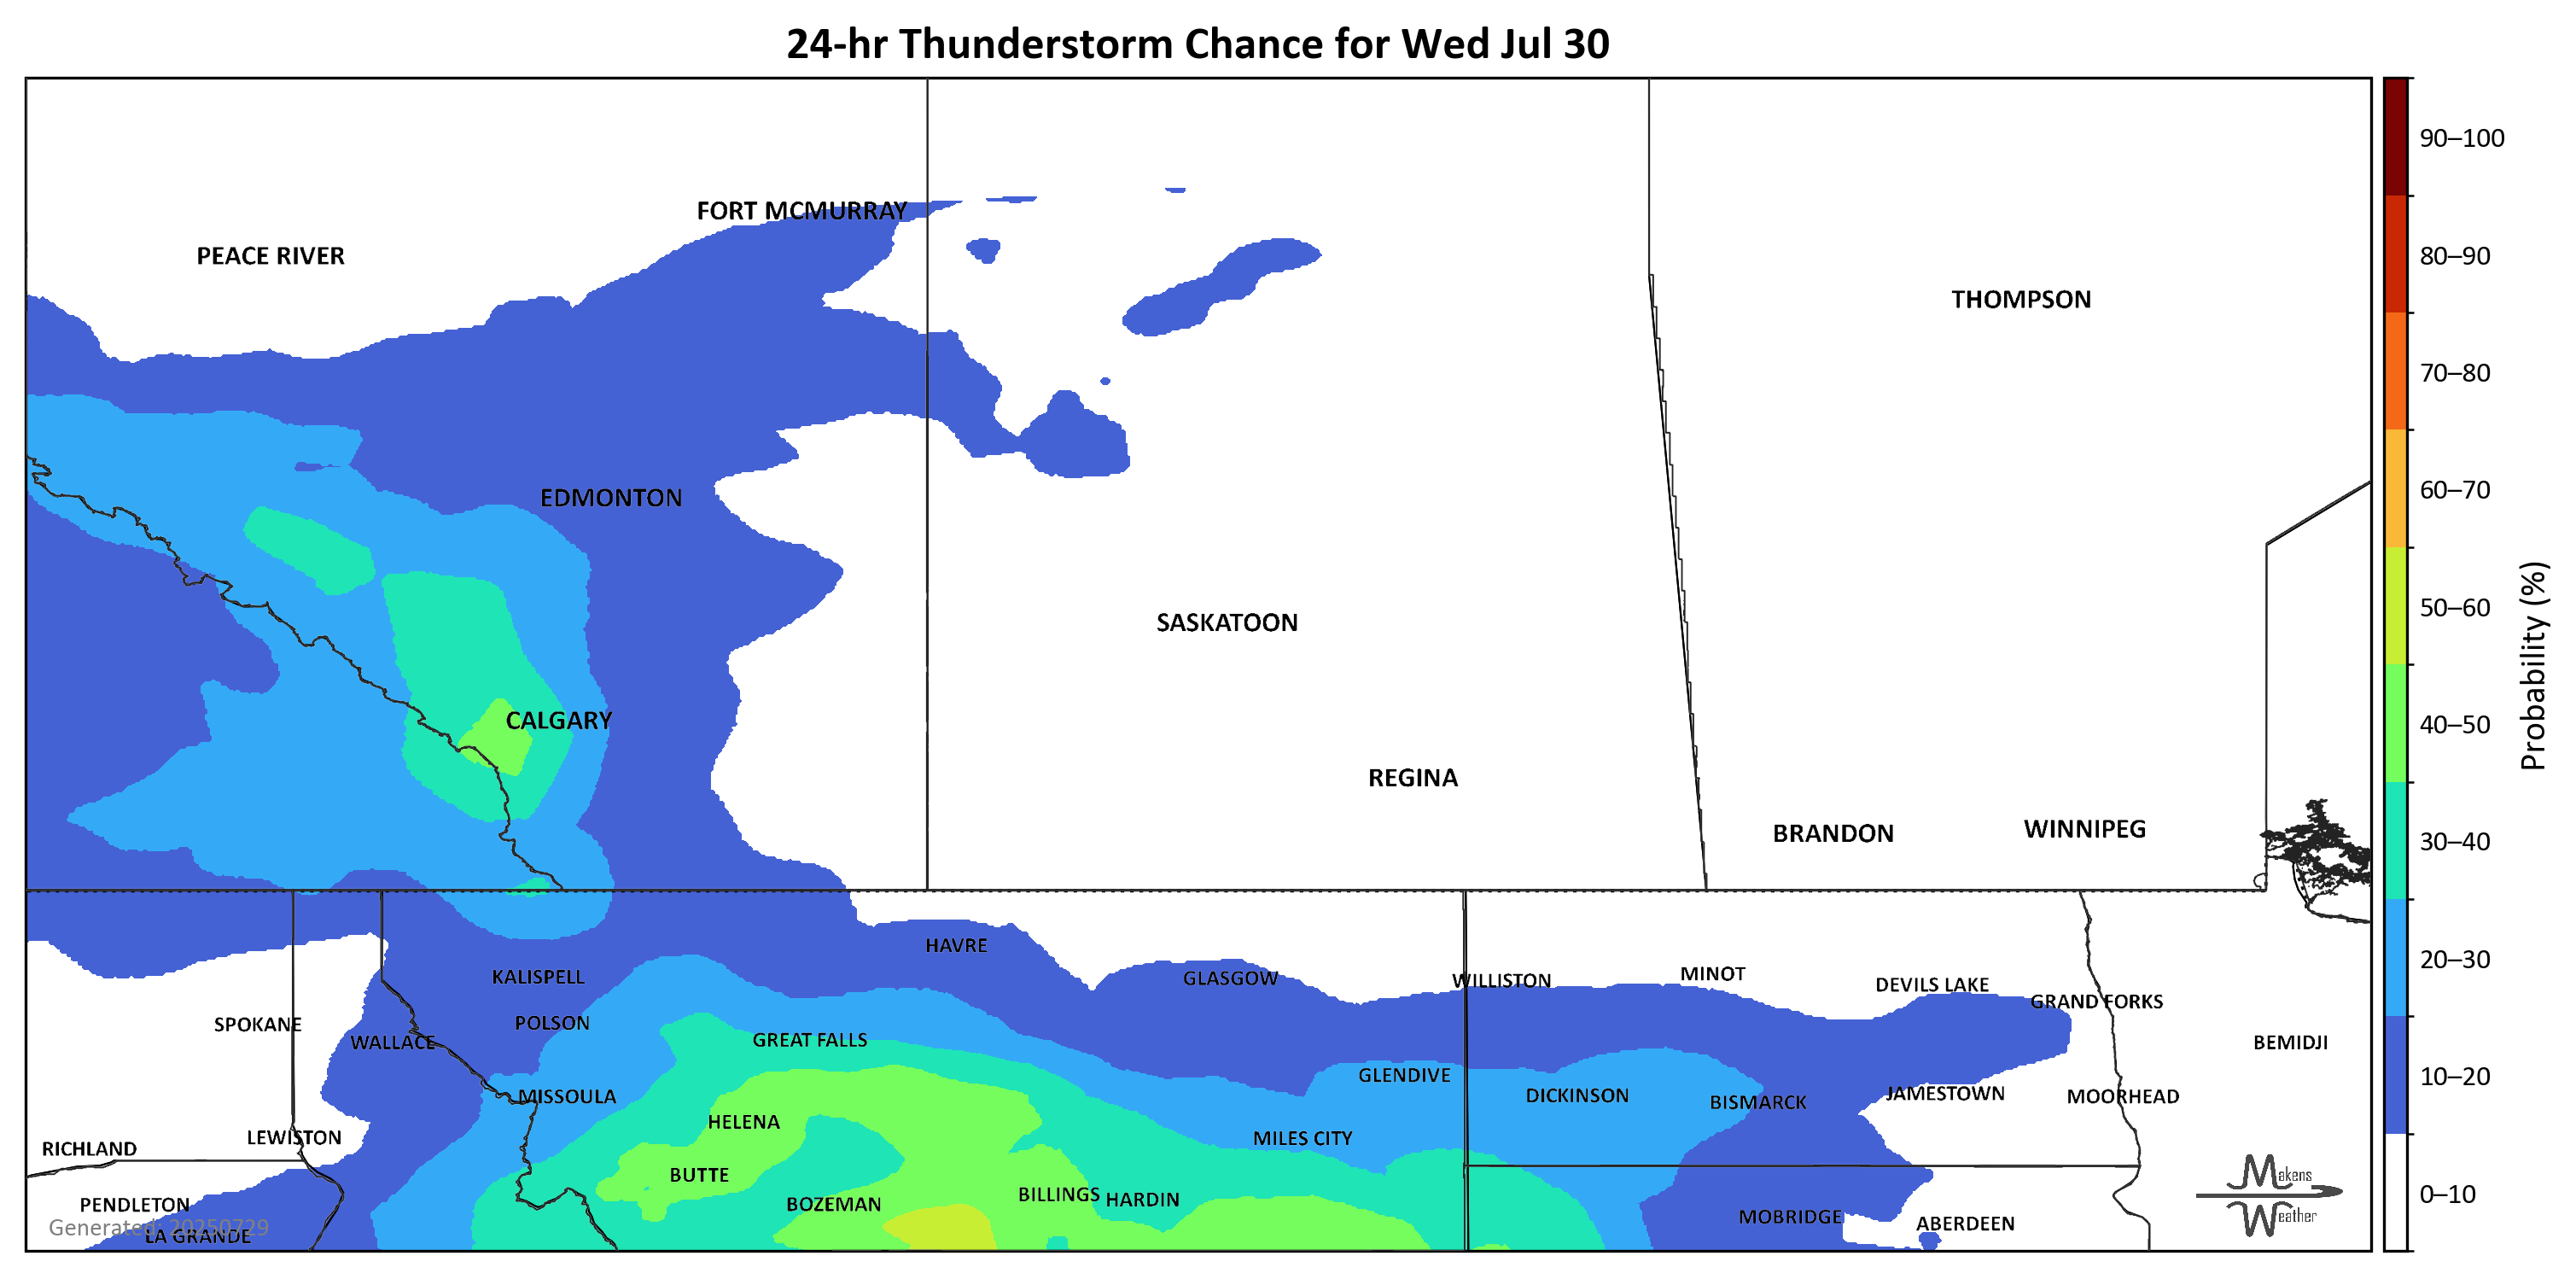 24-hr Thunderstorm Chance for Wed Jul 30
90–100
FORT MCMURRAY
PEACE RIVER
80–90
THOMPSON
70–80
EDMONTON
60–70
SASKATOON
50–60
CALGARY
40–50
REGINA
BRANDON
WINNIPEG
30–40
Probability (%)
HAVRE
20–30
KALISPELL
GLASGOW
WILLISTON
MINOT
DEVILS LAKE
GRAND FORKS
SPOKANE
POLSON
WALLACE
GREAT FALLS
BEMIDJI
GLENDIVE
10–20
MISSOULA
DICKINSON
BISMARCK
JAMESTOWN
MOORHEAD
HELENA
LEWISTON
MILES CITY
RICHLAND
BUTTE
BILLINGS
HARDIN
0–10
PENDLETON
BOZEMAN
MOBRIDGE
ABERDEEN
Generated: 20250729
LA GRANDE
Makens
Weather